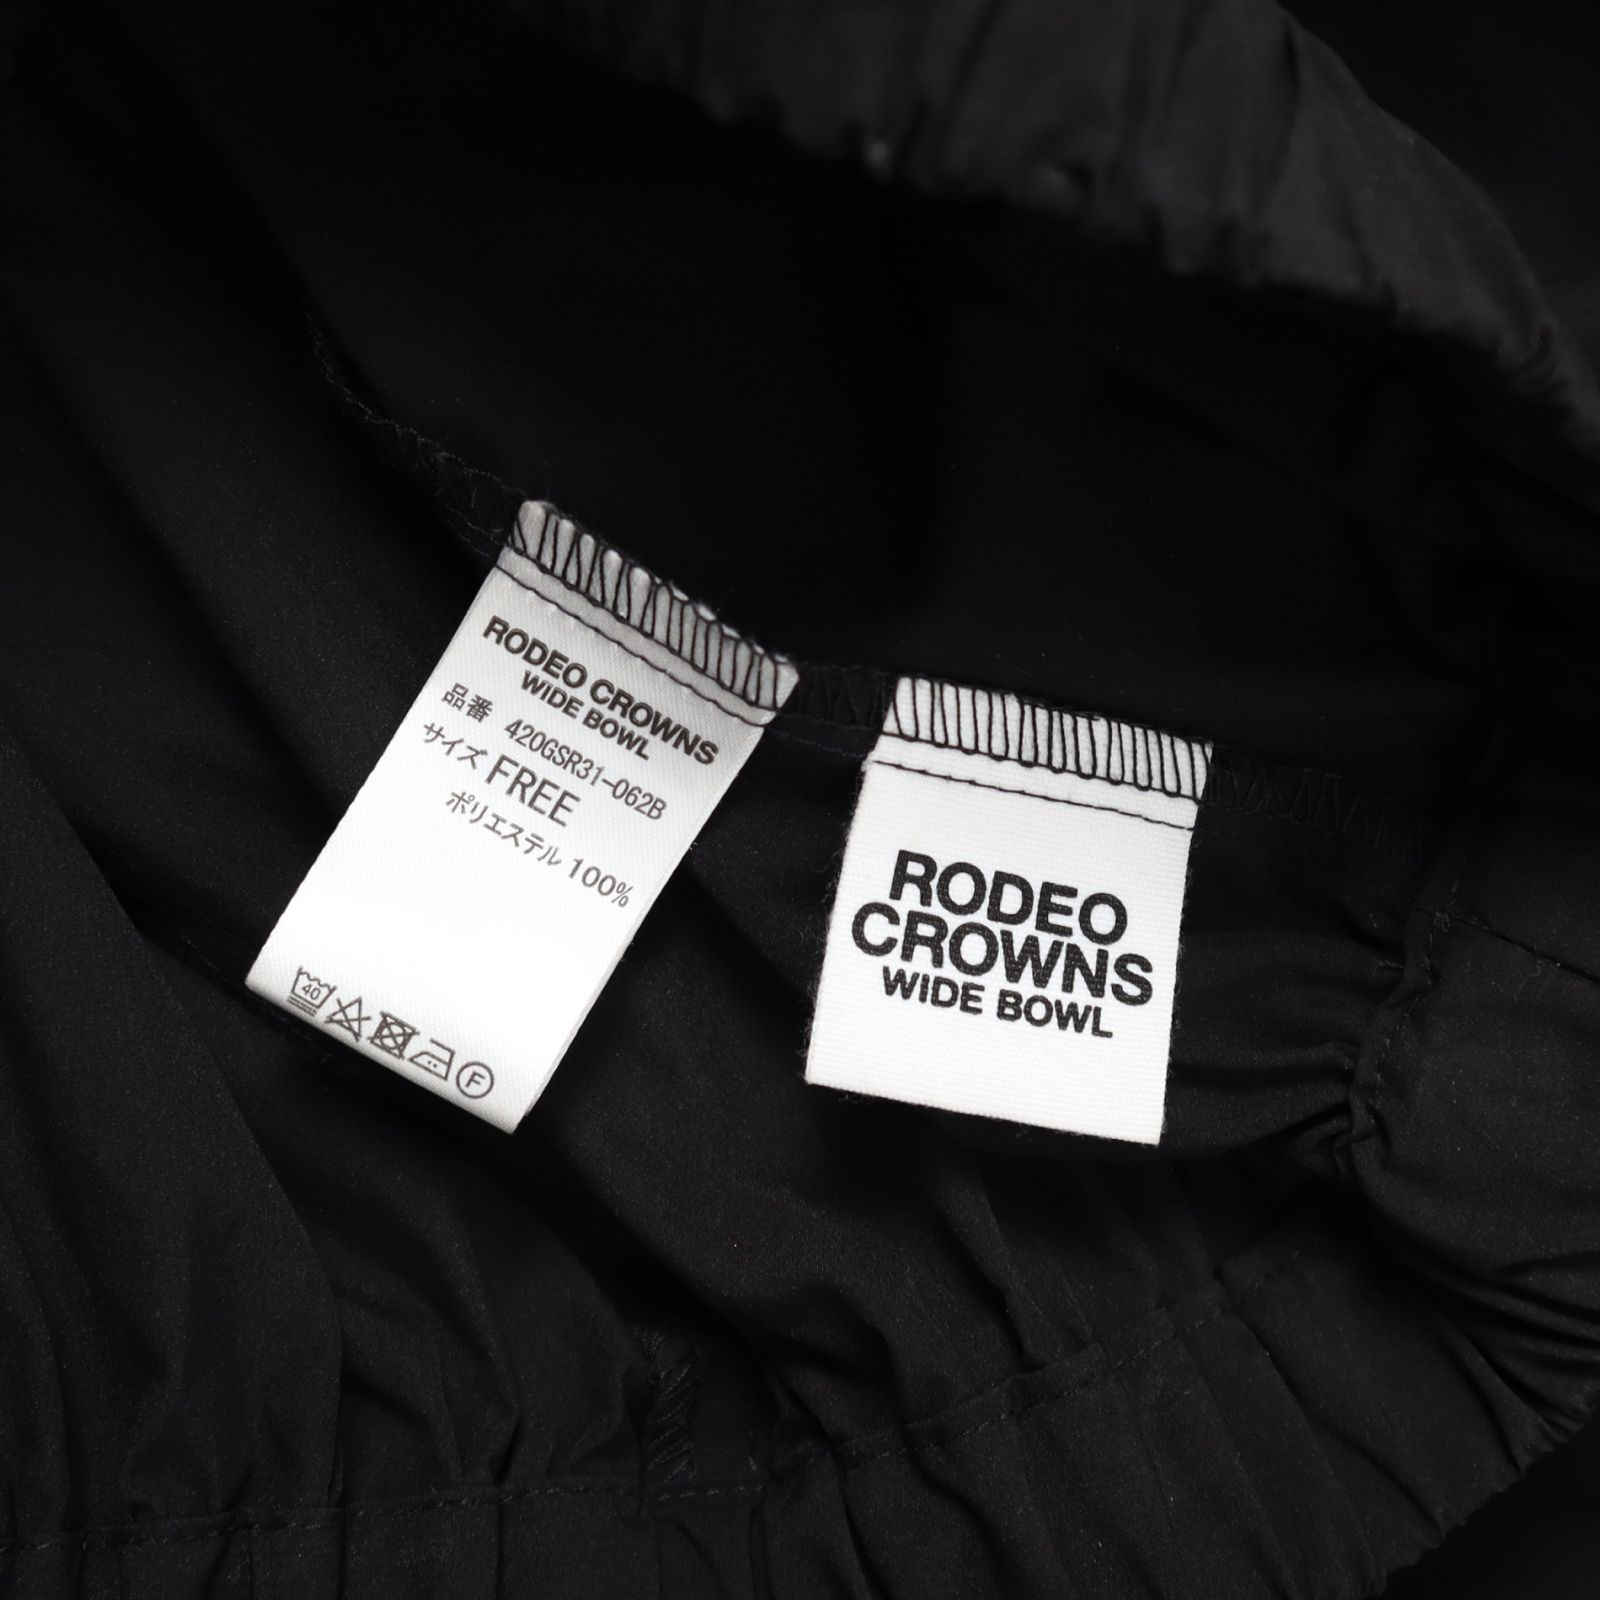 RODEO CROWNS
WIDE BOWL
品番 420GSR31-062B
サイズ FREE
ポリエステル 100%
40
F
RODEO
CROWNS
WIDE BOWL